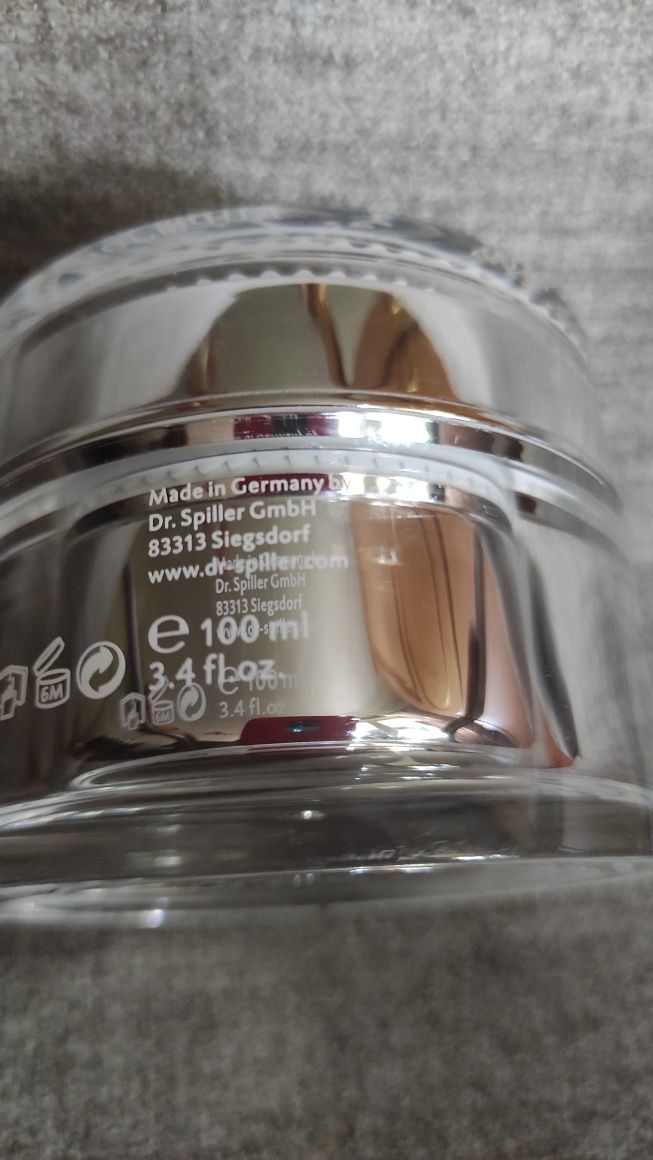 Made in Germany by
Dr. Spiller GmbH
83313 Siegsdorf
www.dr-spiller.com
e 100 ml
3.4 fl.oz.
6M
Dr. Spiller GmbH
83313 Siegsdorf
e 100 ml
6M
3.4 fl.oz.